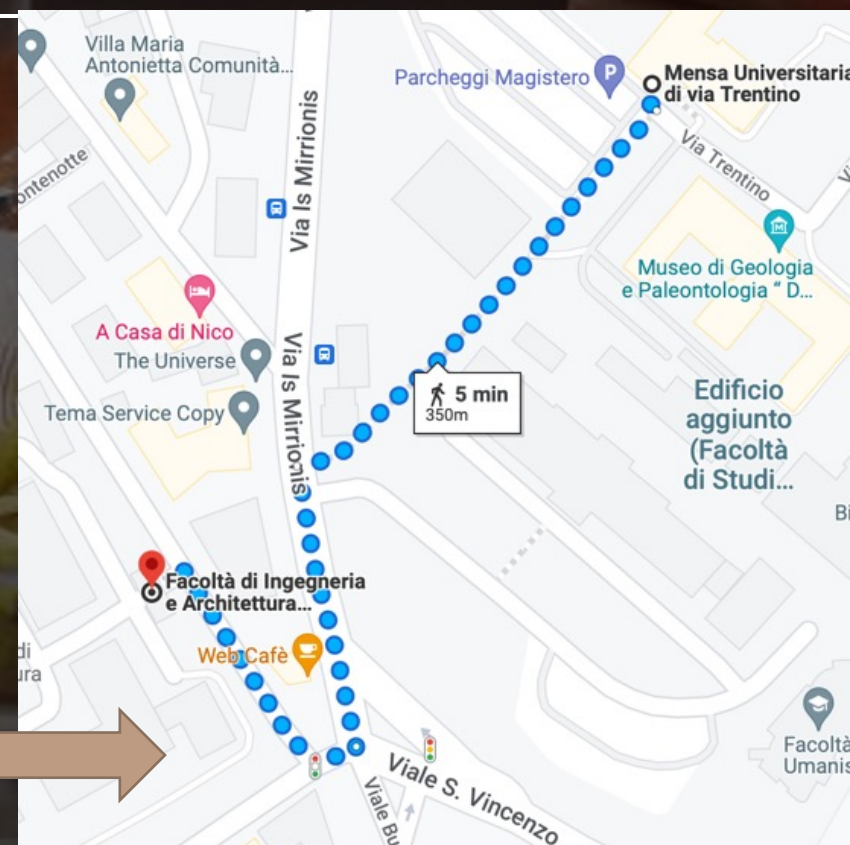 Villa Maria
Antonietta Comunità...
Parcheggi Magistero
P
Mensa Universitaria
di via Trentino
Via Trentino
Via Is Mirrionis
Museo di Geologia
e Paleontologia “ D...
A Casa di Nico
The Universe
Via Is Mirrionis
5 min
350m
Tema Service Copy
Edificio
aggiunto
(Facoltà
di Studi...
Facoltà di Ingegneria
e Architettura...
Web Cafè
Viale S. Vincenzo
Facoltà
Umanis